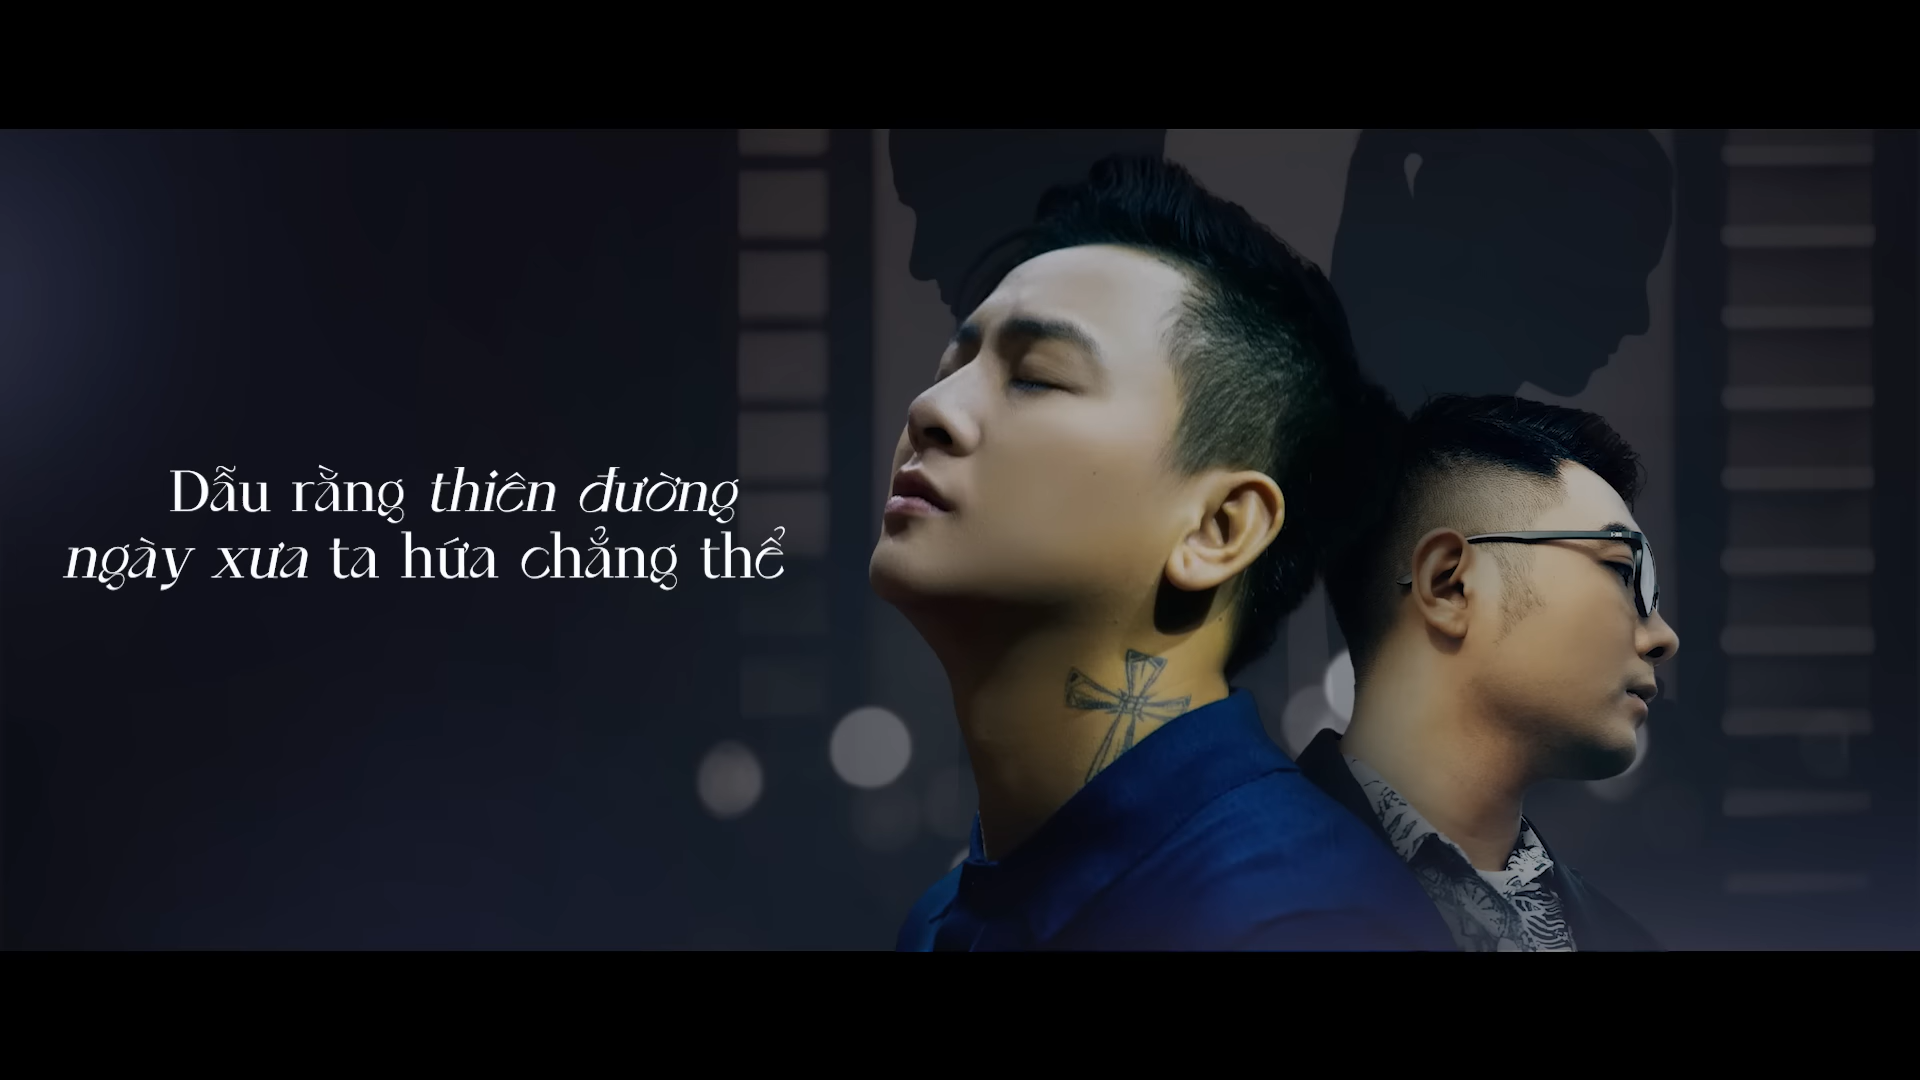 Dẫu rằng thiên đường
ngày xưa ta hứa chẳng thể